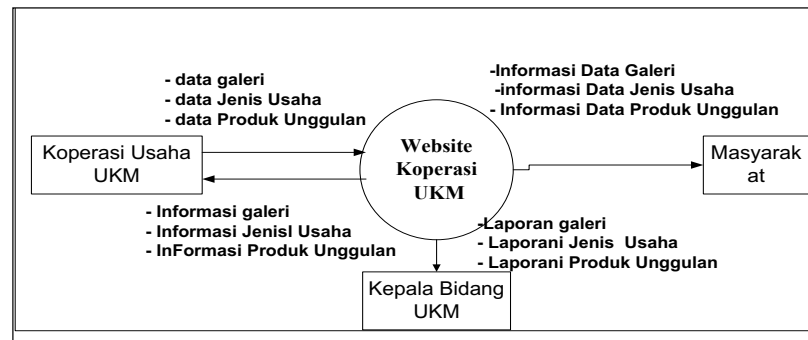 - data galeri
- data Jenis Usaha
- data Produk Unggulan
-Informasi Data Galeri
-informasi Data Jenis Usaha
- Informasi Data Produk Unggulan
Koperasi Usaha
UKM
Website
Koperasi
UKM
Masyarak
at
- Informasi galeri
- Informasi Jenisl Usaha
- InFormasi Produk Unggulan
-Laporan galeri
- Laporani Jenis Usaha
- Laporani Produk Unggulan
Kepala Bidang
UKM